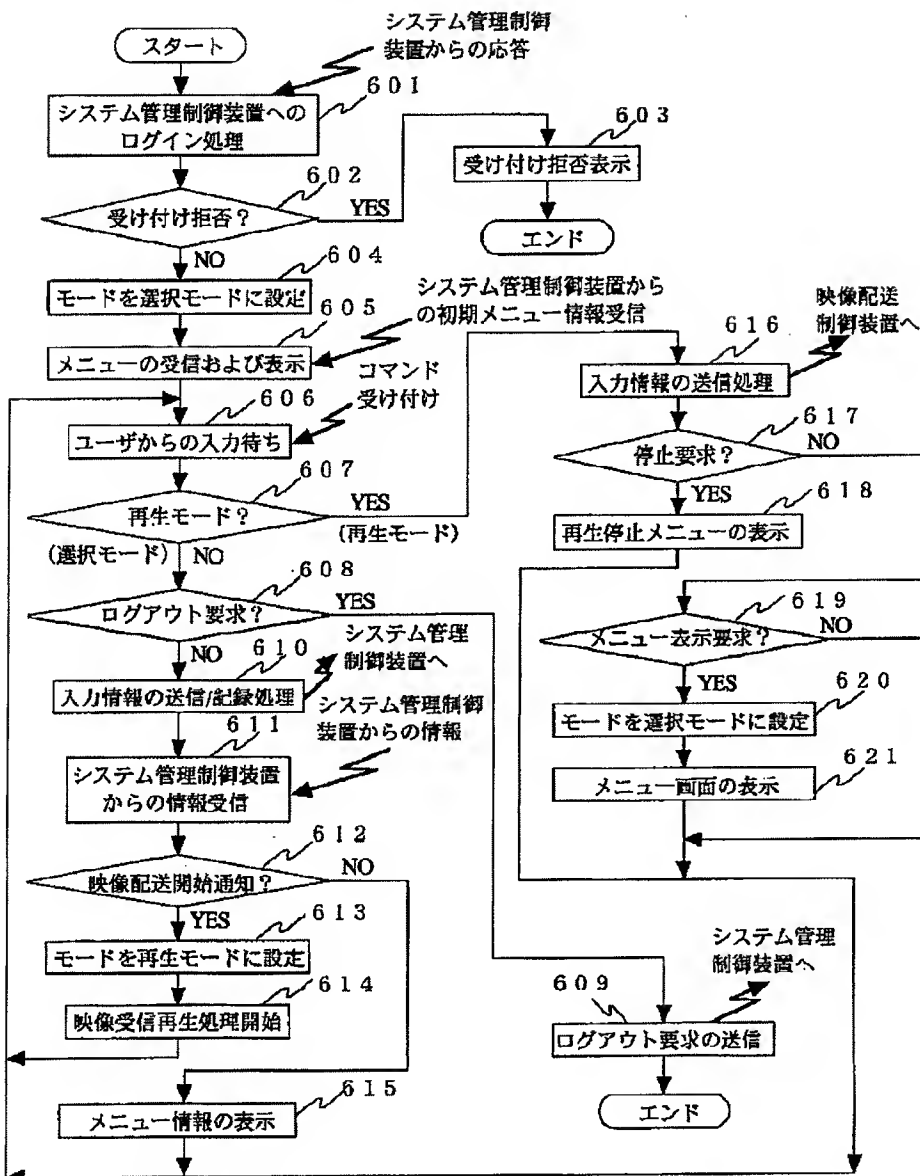 スタート
システム管理制御
装置からの応答
601
システム管理制御装置への
ログイン処理
602
受け付け拒否？
YES
NO
603
受け付け拒否表示
エンド
604
モードを選択モードに設定
605
システム管理制御装置から
の初期メニュー情報受信
メニューの受信および表示
606
コマンド
受け付け
ユーザからの入力待ち
607
再生モード？
YES
(再生モード)
(選択モード)
NO
608
ログアウト要求？
YES
NO
610
システム管理
制御装置へ
入力情報の送信/記録処理
611
システム管理制御
装置からの情報
システム管理制御装置
からの情報受信
612
映像配送開始通知？
NO
YES
613
モードを再生モードに設定
614
映像受信再生処理開始
615
メニュー情報の表示
616
映像配送
制御装置へ
入力情報の送信処理
617
停止要求？
NO
YES
618
再生停止メニューの表示
619
メニュー表示要求？
NO
YES
620
モードを選択モードに設定
621
メニュー画面の表示
609
システム管理
制御装置へ
ログアウト要求の送信
エンド